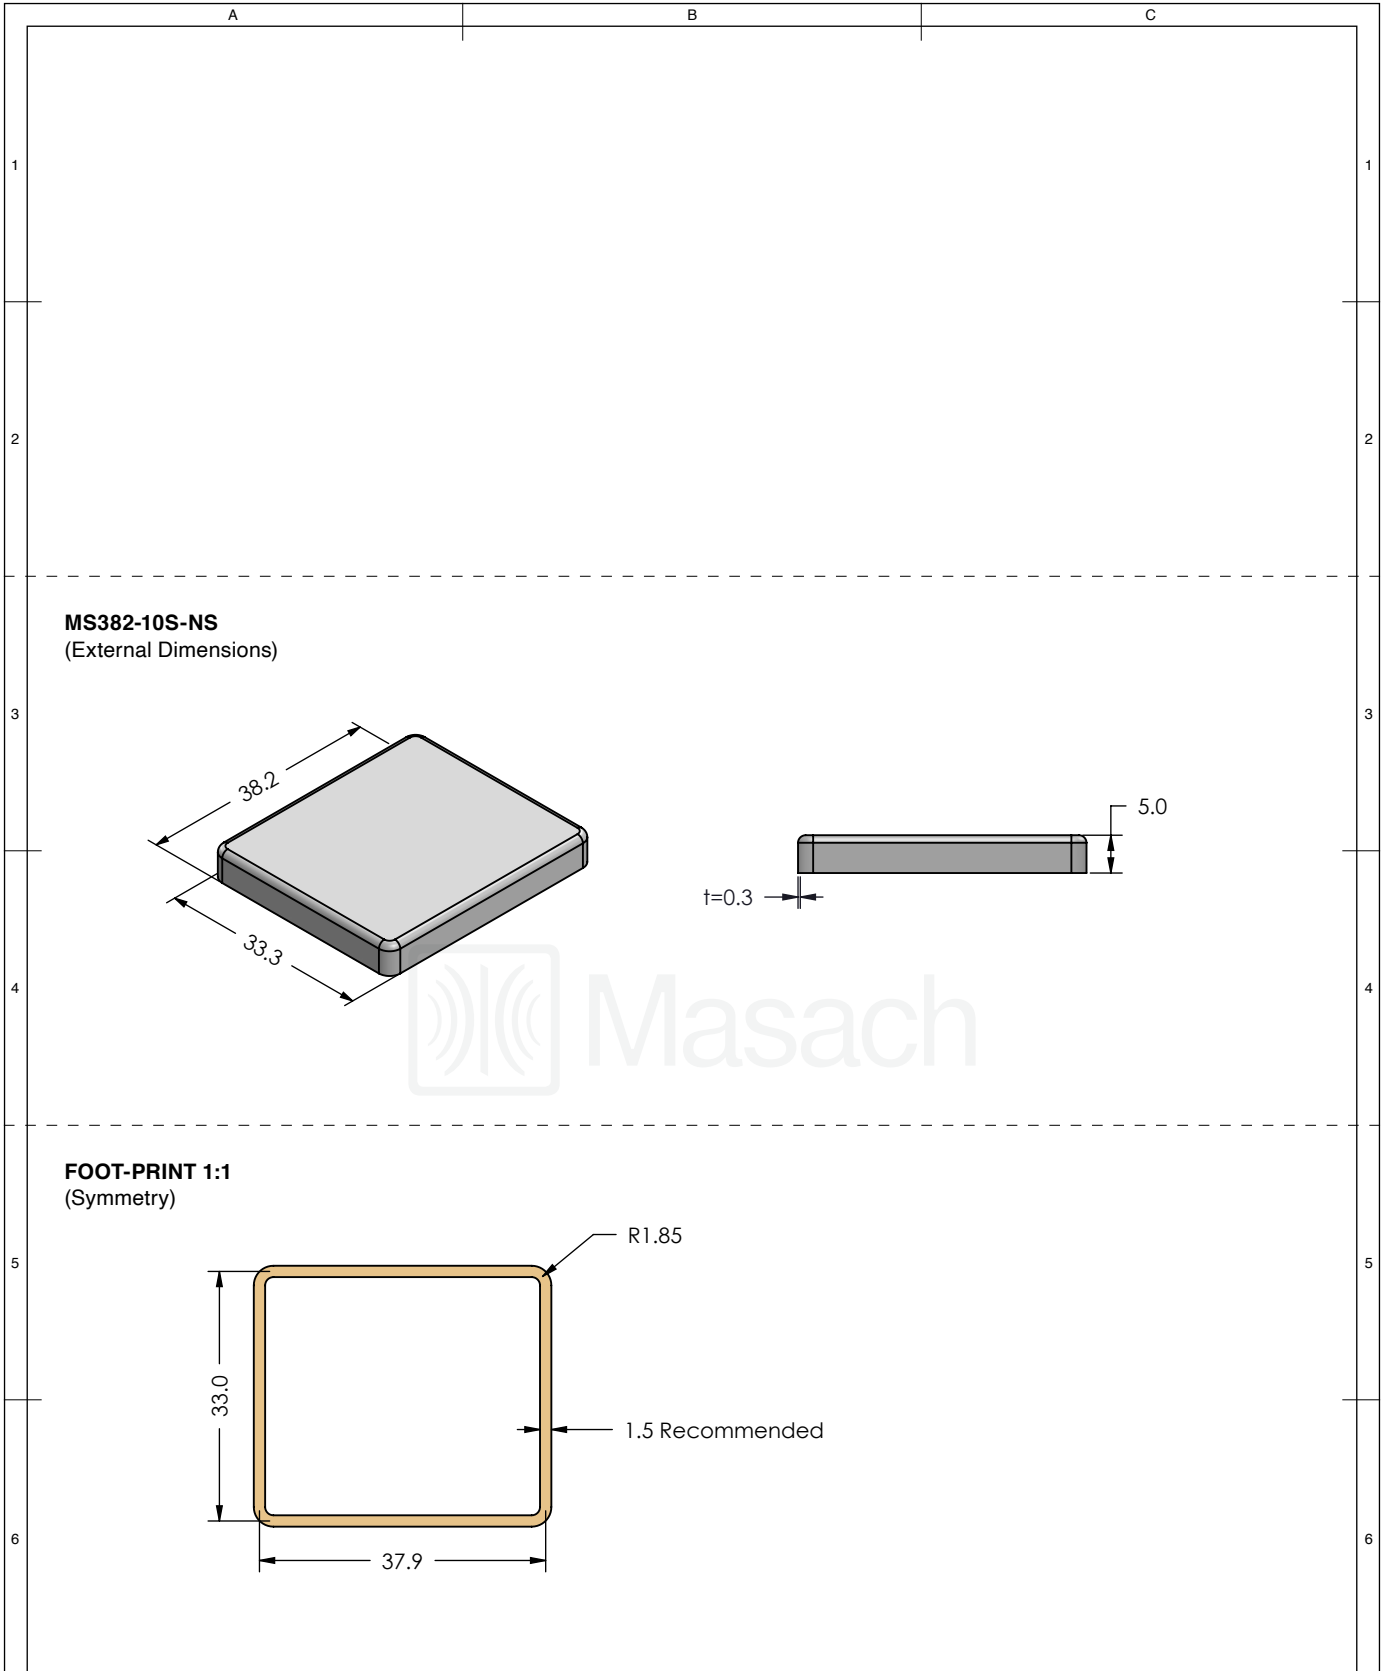 A B C
1 1
2 2
MS382-10S-NS
(External Dimensions)
3 3
38.2
5.0
t=0.3
33.3
4 4
Masach
FOOT-PRINT 1:1
(Symmetry)
R1.85
5 5
33.0
1.5 Recommended
6 6
37.9